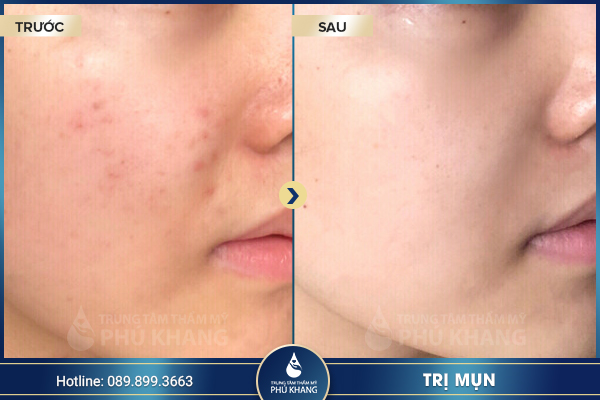 TRƯỚC
SAU
TRUNG TÂM THẨM MỸ
PHÚ KHANG
TRUNG TÂM THẨM MỸ
PHÚ KHANG
Hotline: 089.899.3663
TRUNG TÂM THẨM MỸ
PHÚ KHANG
TRỊ MỤN